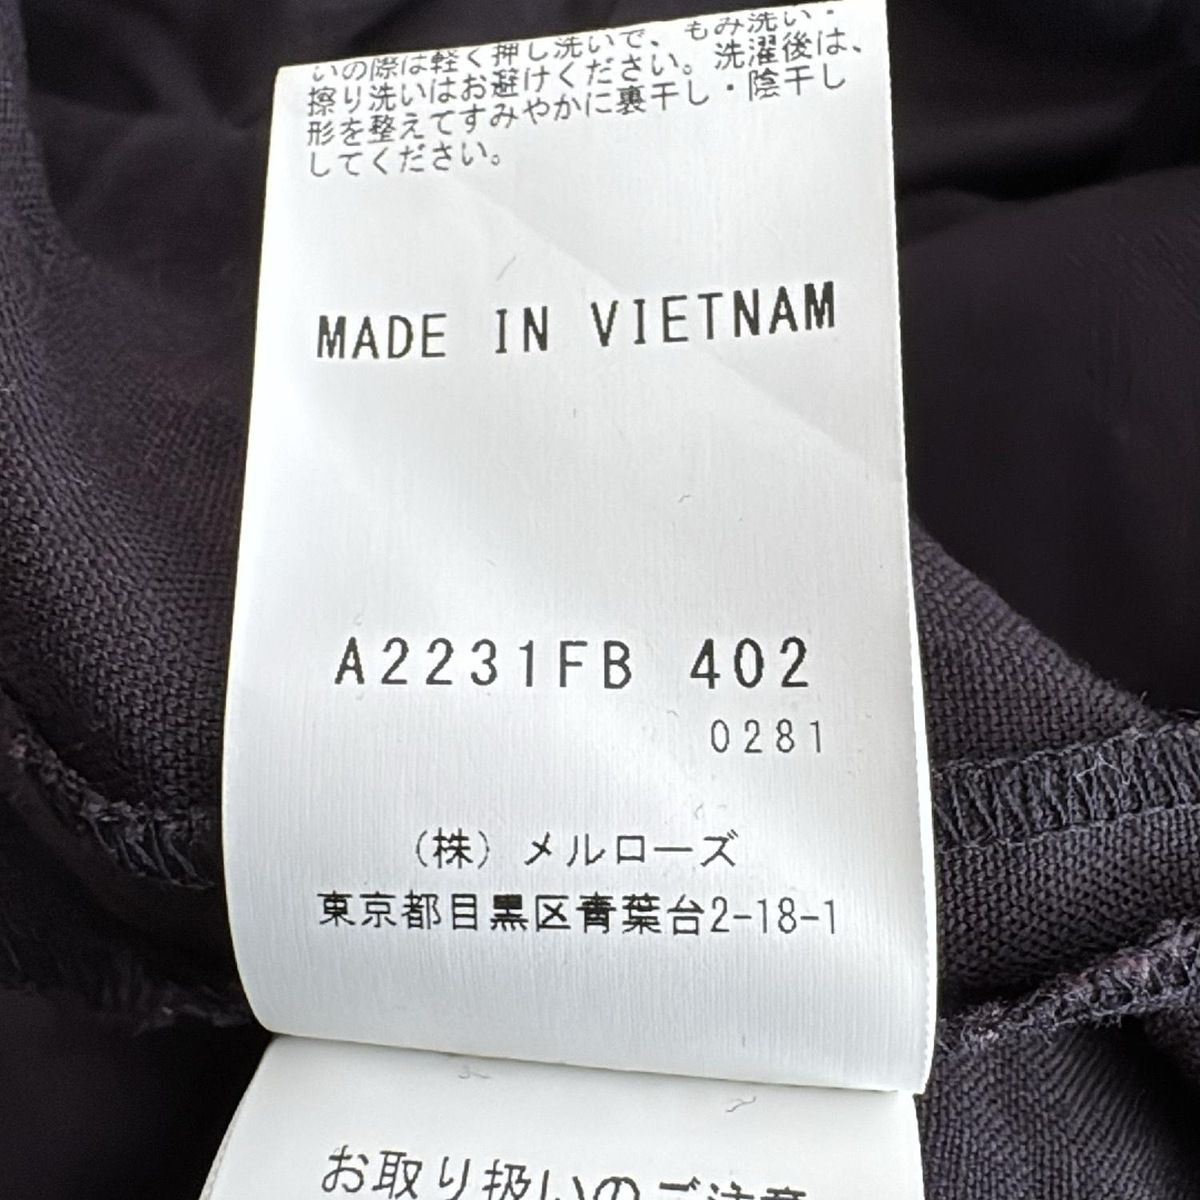 いの際は軽く押し洗いで、もみ洗い・
擦り洗いはお避けください。洗濯後は、
形を整えてすみやかに裏干し・陰干し
してください。
MADE IN VIETNAM
A2231FB 402
0281
（株）メルローズ
東京都目黒区青葉台2-18-1
お取り扱いのご注意